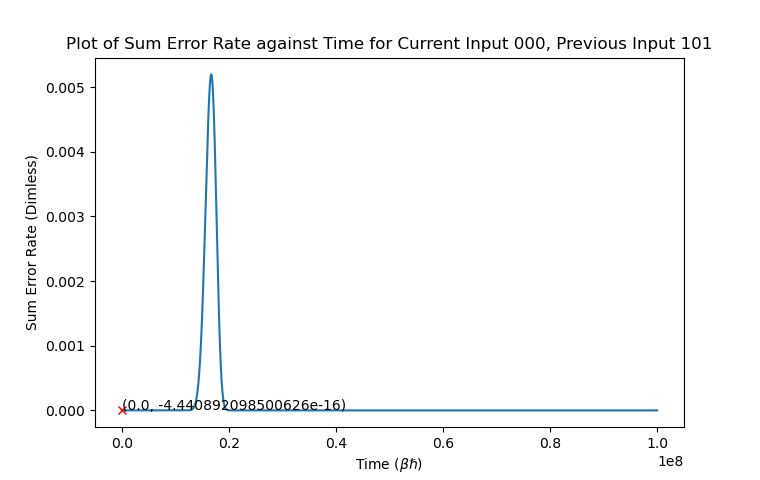 Plot of Sum Error Rate against Time for Current Input 000, Previous Input 101
Sum Error Rate (Dimless)
0.005
0.004
0.003
0.002
0.001
0.000
(0.0, -4.440892098500626e-16)
0.0 0.2 0.4 0.6 0.8 1.0
1e8
Time (βℏ)